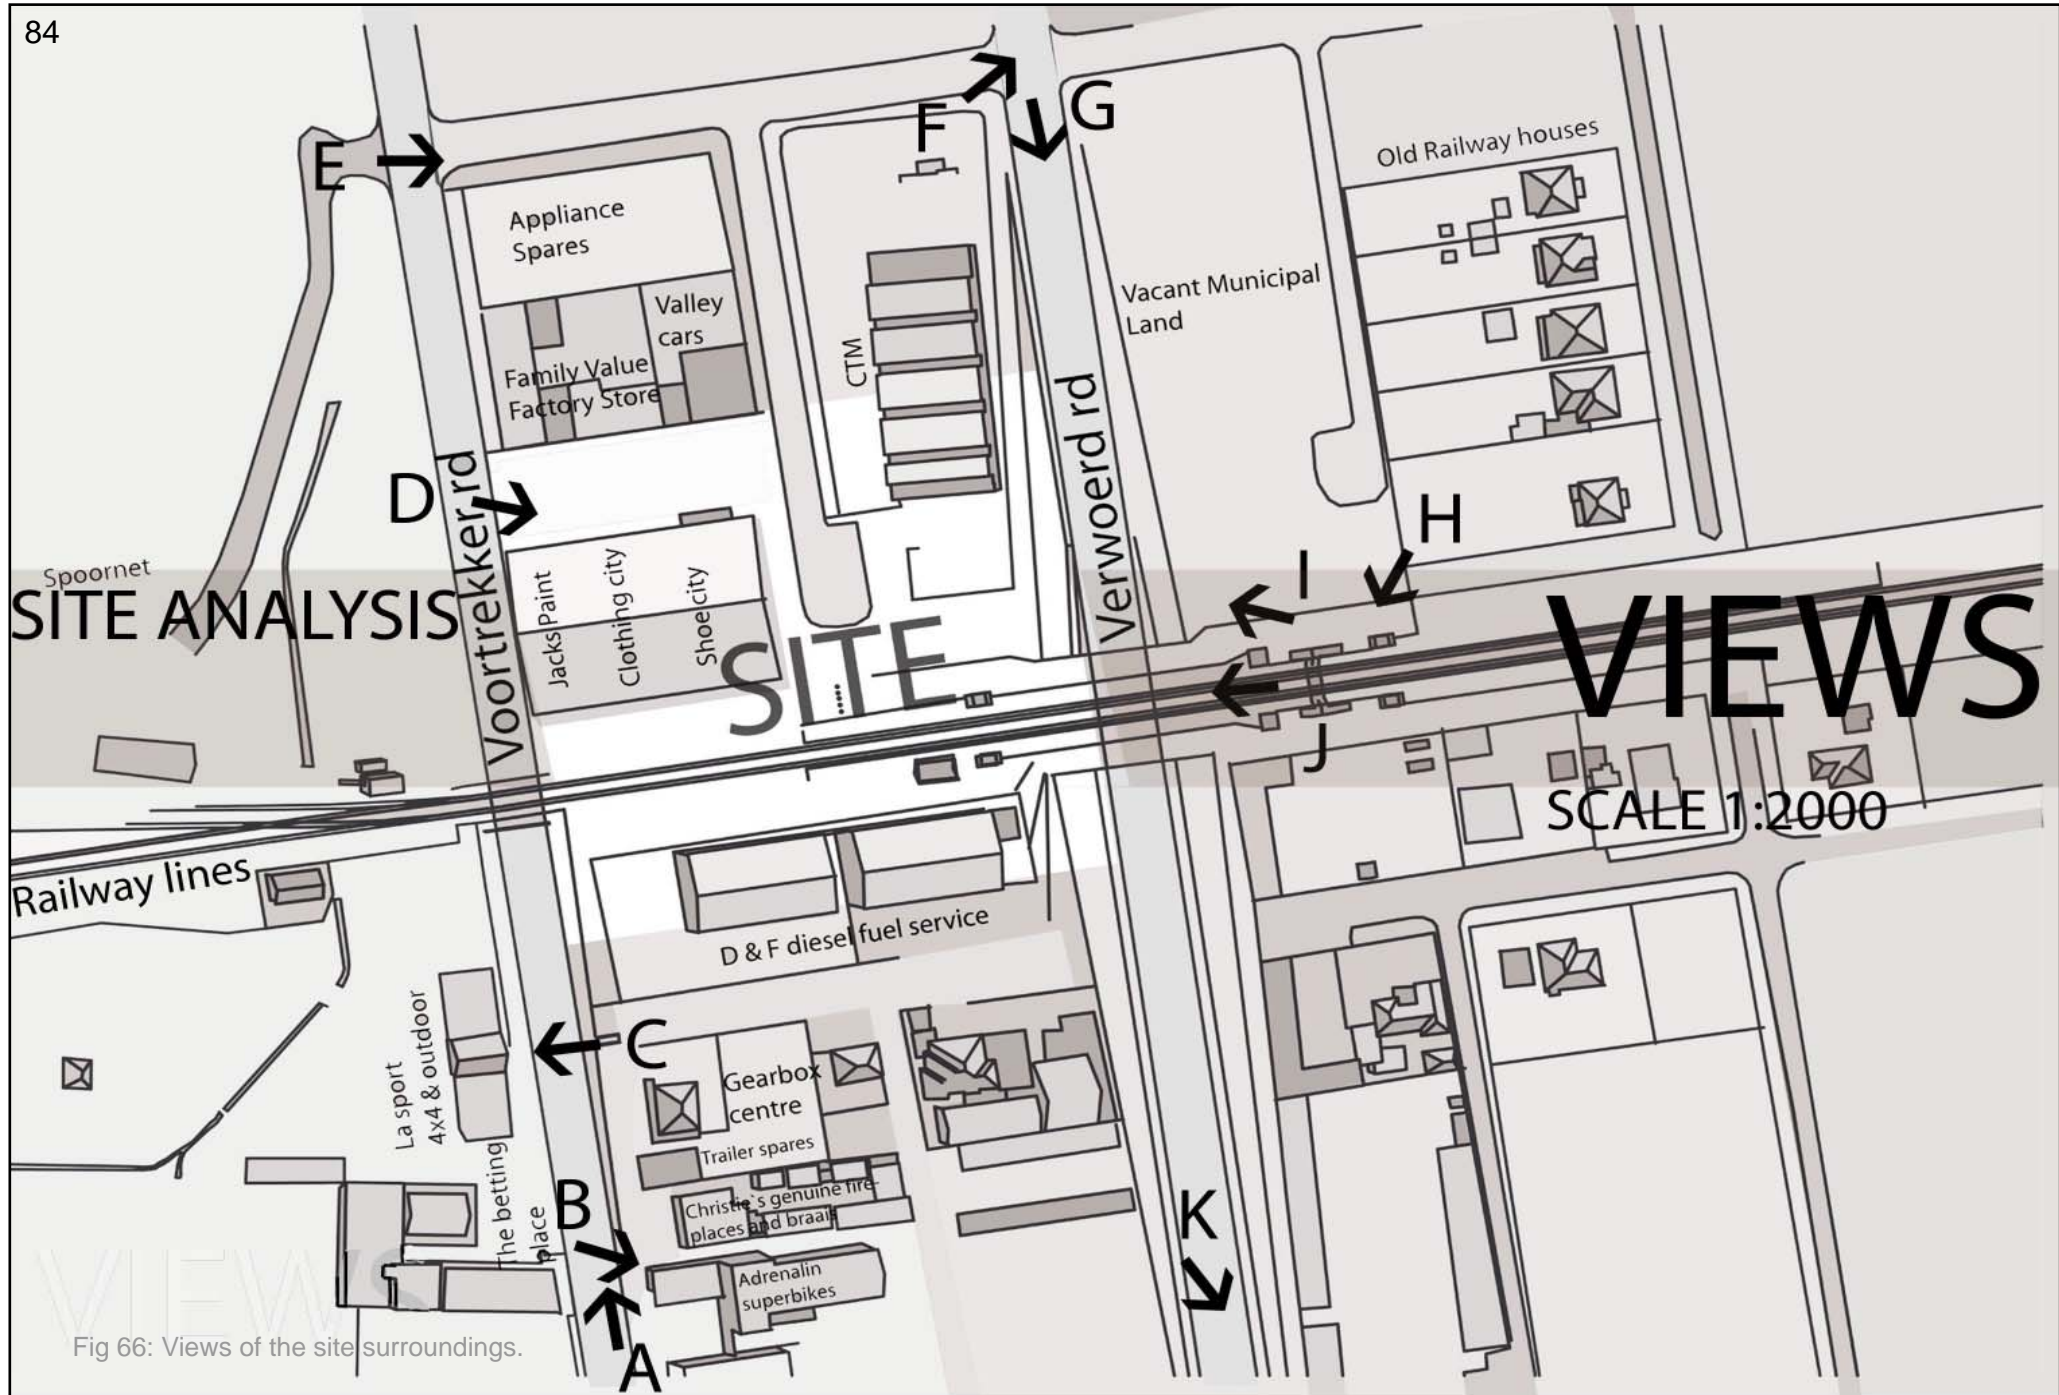 84
F
G
E
Old Railway houses
Appliance
Spares
Valley
cars
Vacant Municipal
Land
CTM
Family Value
Factory Store
Verwoerd rd
D
Voortrekker rd
H
I
Spoornet
SITE ANALYSIS
Jacks Paint
Clothing city
Shoe city
SITE
VIEWS
J
SCALE 1:2000
Railway lines
D & F diesel fuel service
La sport
4x4 & outdoor
C
Gearbox
centre
Trailer spares
The betting
place
B
Christie`s genuine fire-
places and braais
K
Adrenalin
superbikes
VIEWS
Fig 66: Views of the site surroundings.
A